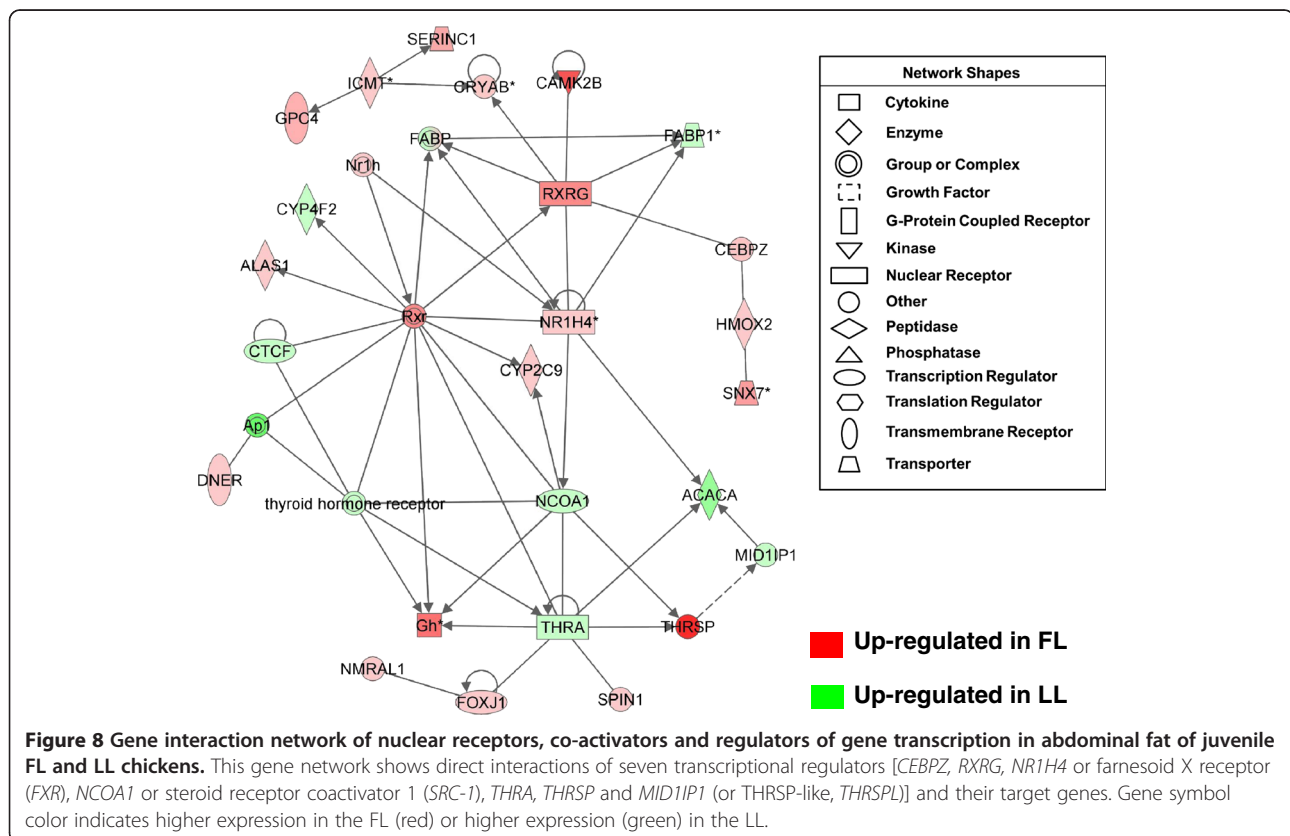 SERINC1
ICMT*
CRYAB*
CAMK2B
GPC4
FABP
FABP1*
Nr1h
RXRG
CYP4F2
CEBPZ
ALAS1
Rxr
NR1H4*
HMOX2
CTCF
CYP2C9
SNX7*
Ap1
DNER
thyroid hormone receptor
NCOA1
ACACA
MID1IP1
Gh*
THRA
THRSP
NMRAL1
FOXJ1
SPIN1
Network Shapes
Cytokine
Enzyme
Group or Complex
Growth Factor
G-Protein Coupled Receptor
Kinase
Nuclear Receptor
Other
Peptidase
Phosphatase
Transcription Regulator
Translation Regulator
Transmembrane Receptor
Transporter
Up-regulated in FL
Up-regulated in LL
Figure 8 Gene interaction network of nuclear receptors, co-activators and regulators of gene transcription in abdominal fat of juvenile
FL and LL chickens. This gene network shows direct interactions of seven transcriptional regulators [CEBPZ, RXRG, NR1H4 or farnesoid X receptor
(FXR), NCOA1 or steroid receptor coactivator 1 (SRC-1), THRA, THRSP and MID1IP1 (or THRSP-like, THRSPL)] and their target genes. Gene symbol
color indicates higher expression in the FL (red) or higher expression (green) in the LL.